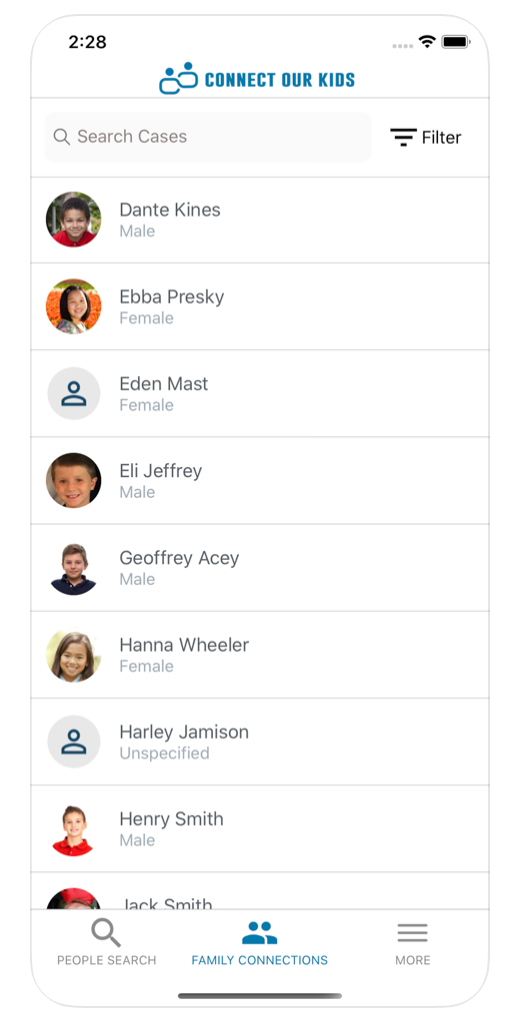 2:28
CONNECT OUR KIDS
Search Cases
Filter
Dante Kines
Male
Ebba Presky
Female
Eden Mast
Female
Eli Jeffrey
Male
Geoffrey Acey
Male
Hanna Wheeler
Female
Harley Jamison
Unspecified
Henry Smith
Male
Jack Smith
PEOPLE SEARCH
FAMILY CONNECTIONS
MORE